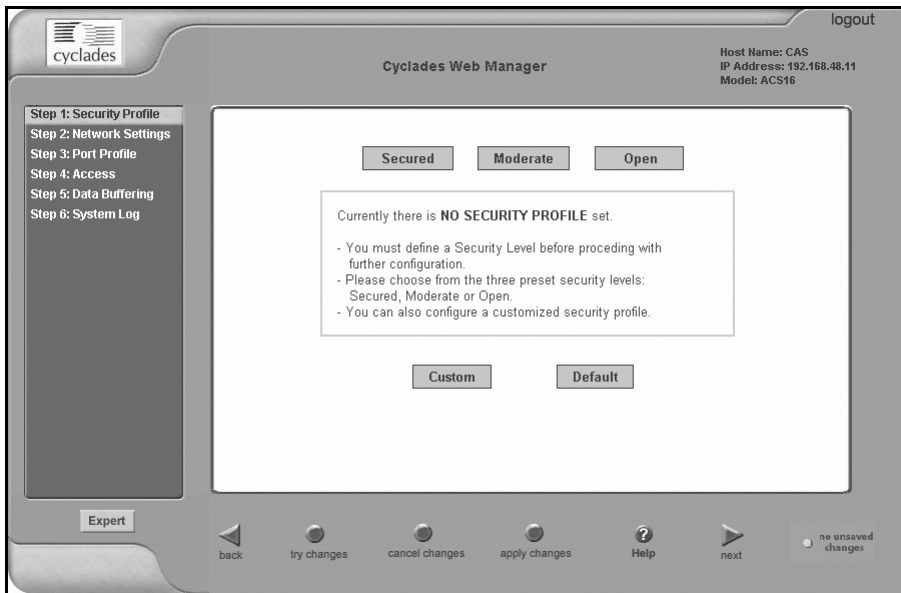 logout
cyclades
Cyclades Web Manager
Host Name: CAS
IP Address: 192.168.48.11
Model: ACS16
Step 1: Security Profile
Step 2: Network Settings
Step 3: Port Profile
Step 4: Access
Step 5: Data Buffering
Step 6: System Log
Secured Moderate Open
Currently there is NO SECURITY PROFILE set.
- You must define a Security Level before proceding with
further configuration.
- Please choose from the three preset security levels:
Secured, Moderate or Open.
- You can also configure a customized security profile.
Custom Default
Expert
back try changes cancel changes apply changes Help next
no unsaved
changes